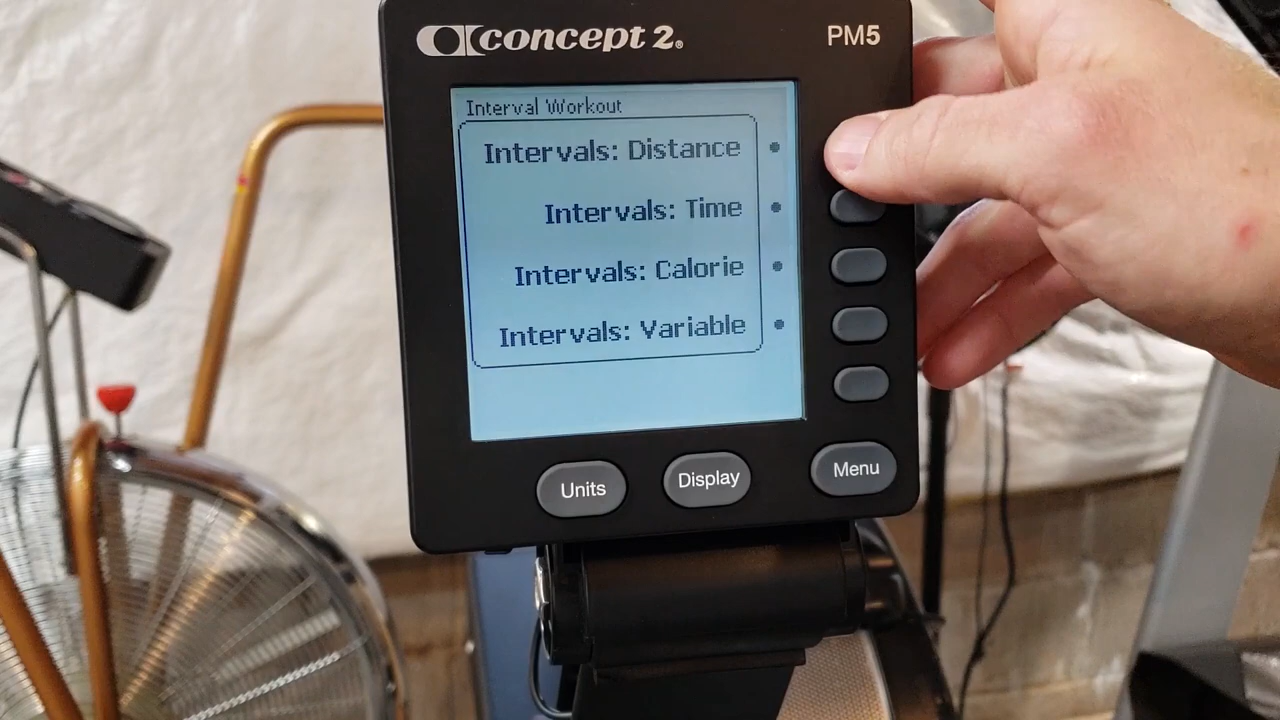 concept 2®
PM5
Interval Workout
Intervals: Distance
Intervals: Time
Intervals: Calorie
Intervals: Variable
Units
Display
Menu